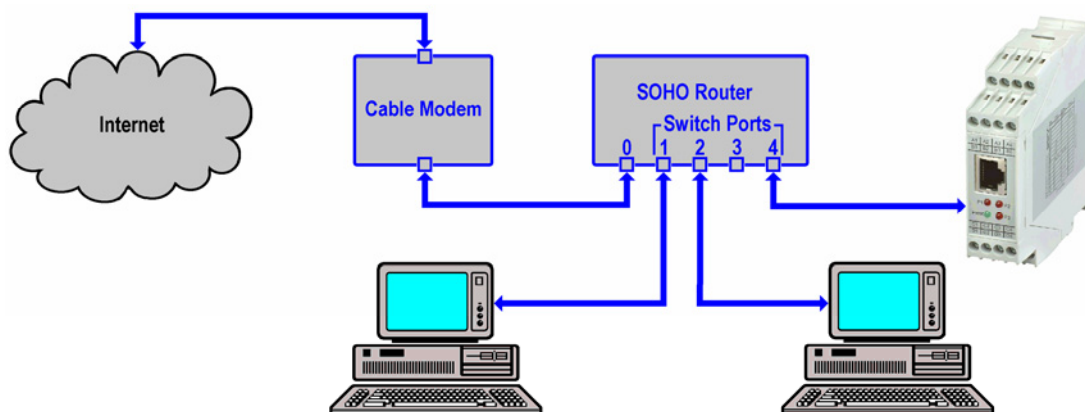 Internet
Cable Modem
SOHO Router
Switch Ports
0 1 2 3 4